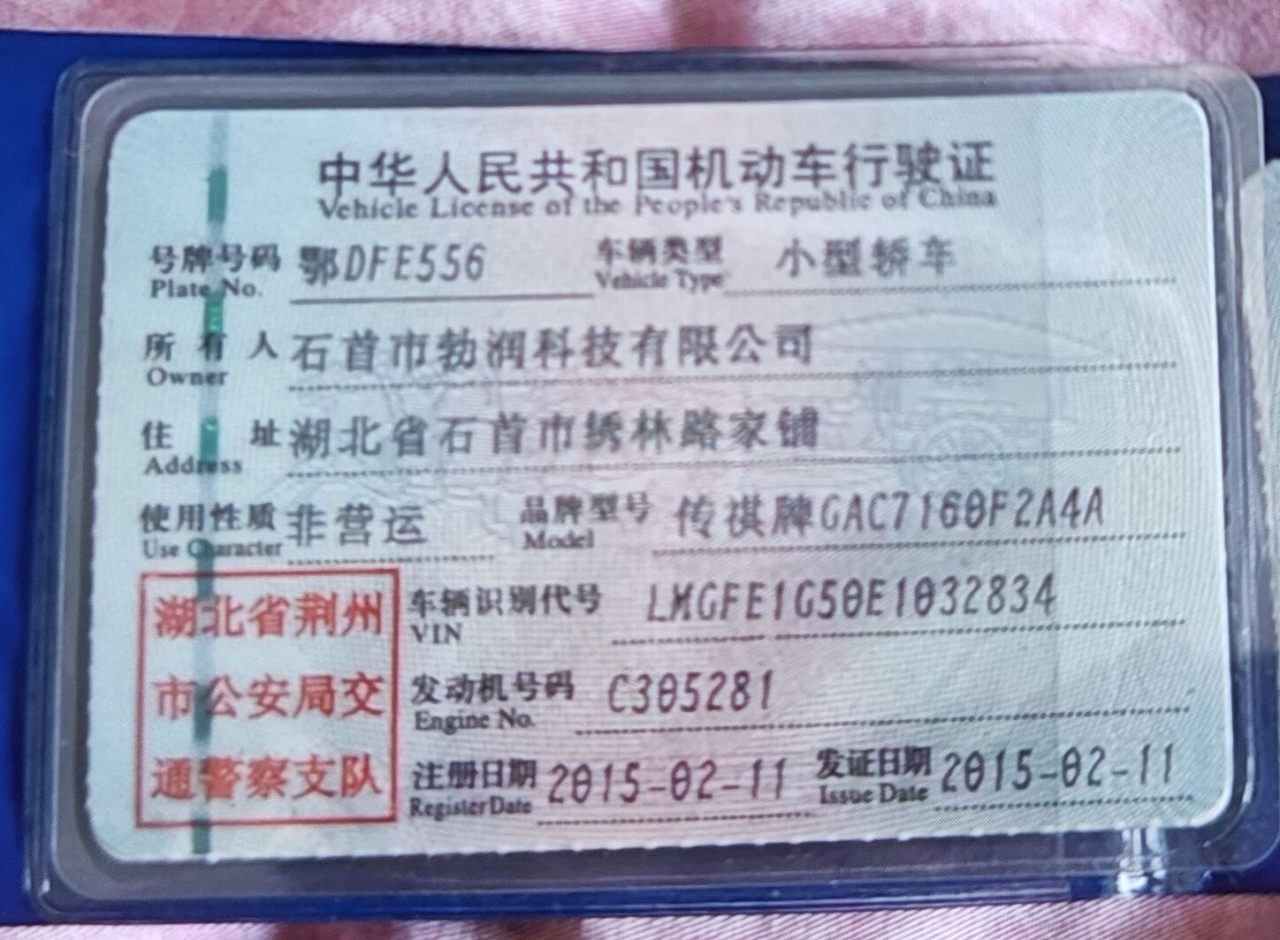 中华人民共和国机动车行驶证
Vehicle License of the People's Republic of China
号牌号码 鄂DFE556 车辆类型 小型轿车
Plate No. Vehicle Type
所有人 石首市勃润科技有限公司
Owner
住址 湖北省石首市绣林路家铺
Address
使用性质 非营运 品牌型号 传祺牌GAC7160F2A4A
Use Character Model
湖北省荆州
市公安局交
通警察支队
车辆识别代号 LMGFE1G50E1032834
VIN
发动机号码 C305281
Engine No.
注册日期 2015-02-11 发证日期 2015-02-11
Register Date Issue Date